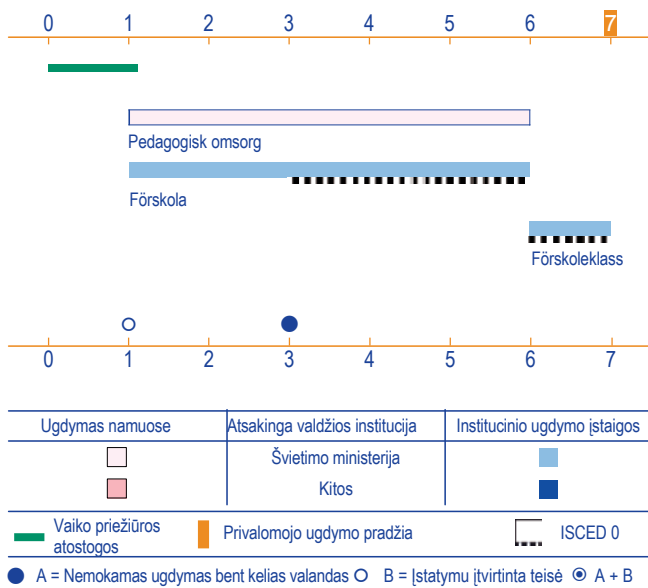 0 1 2 3 4 5 6 7
Pedagogisk omsorg
Förskola
Förskoleklass
0 1 2 3 4 5 6 7
Ugdymas namuose Atsakinga valdžios institucija Institucinio ugdymo įstaigos
Švietimo ministerija
Kitos
Vaiko priežiūros atostogos Privalomojo ugdymo pradžia ISCED 0
A = Nemokamas ugdymas bent kelias valandas B = Įstatymu įtvirtinta teisė A + B